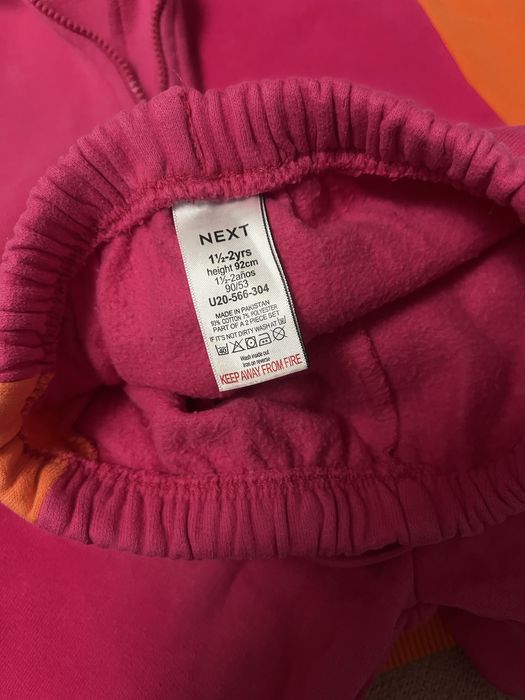 NEXT
1½-2yrs
height 92cm
1½-2años
90/53
U20-566-304
MADE IN PAKISTAN
93% COTTON 7% POLYESTER
PART OF A 2 PIECE SET
IF IT'S NOT DIRTY WASH AT 30
40
Wash inside out
Iron on reverse
KEEP AWAY FROM FIRE